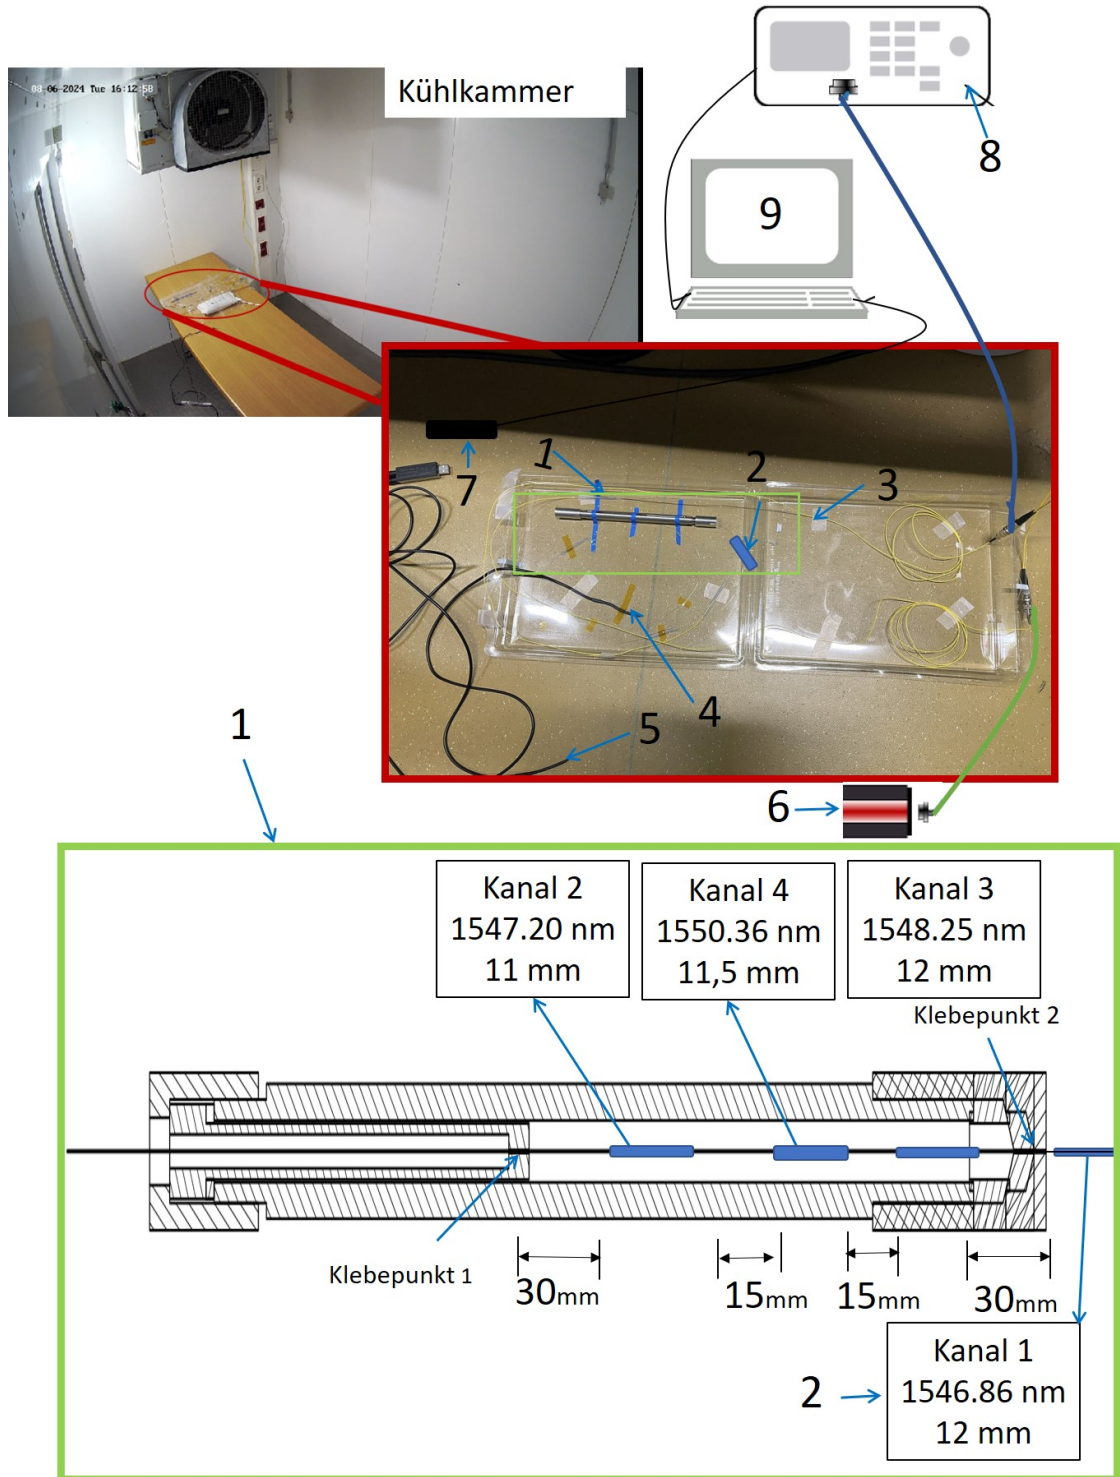 08-06-2024 Tue 16:12:58
Kühlkammer
8
9
7
1
2
3
4
5
6
1
Kanal 2
1547.20 nm
11 mm
Kanal 4
1550.36 nm
11,5 mm
Kanal 3
1548.25 nm
12 mm
Klebepunkt 2
Klebepunkt 1
30mm
15mm
15mm
30mm
2
Kanal 1
1546.86 nm
12 mm